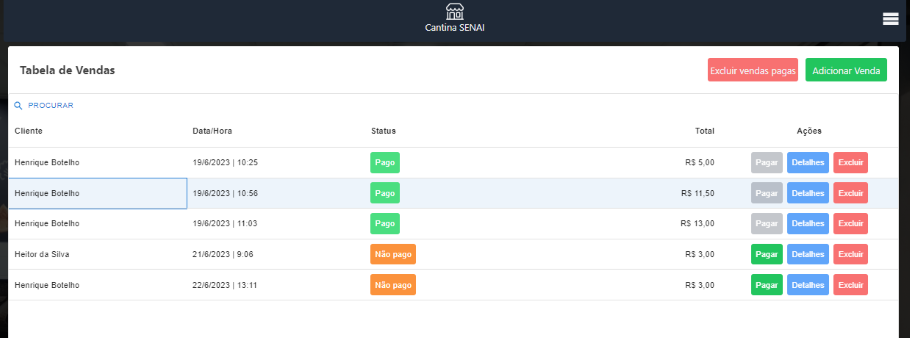 Cantina SENAI
Tabela de Vendas
Excluir vendas pagas
Adicionar Venda
PROCURAR
Cliente Data/Hora Status Total Ações
Henrique Botelho 19/6/2023 | 10:25 Pago R$ 5,00 Pagar Detalhes Excluir
Henrique Botelho 19/6/2023 | 10:56 Pago R$ 11,50 Pagar Detalhes Excluir
Henrique Botelho 19/6/2023 | 11:03 Pago R$ 13,00 Pagar Detalhes Excluir
Heitor da Silva 21/6/2023 | 9:06 Não pago R$ 3,00 Pagar Detalhes Excluir
Henrique Botelho 22/6/2023 | 13:11 Não pago R$ 3,00 Pagar Detalhes Excluir